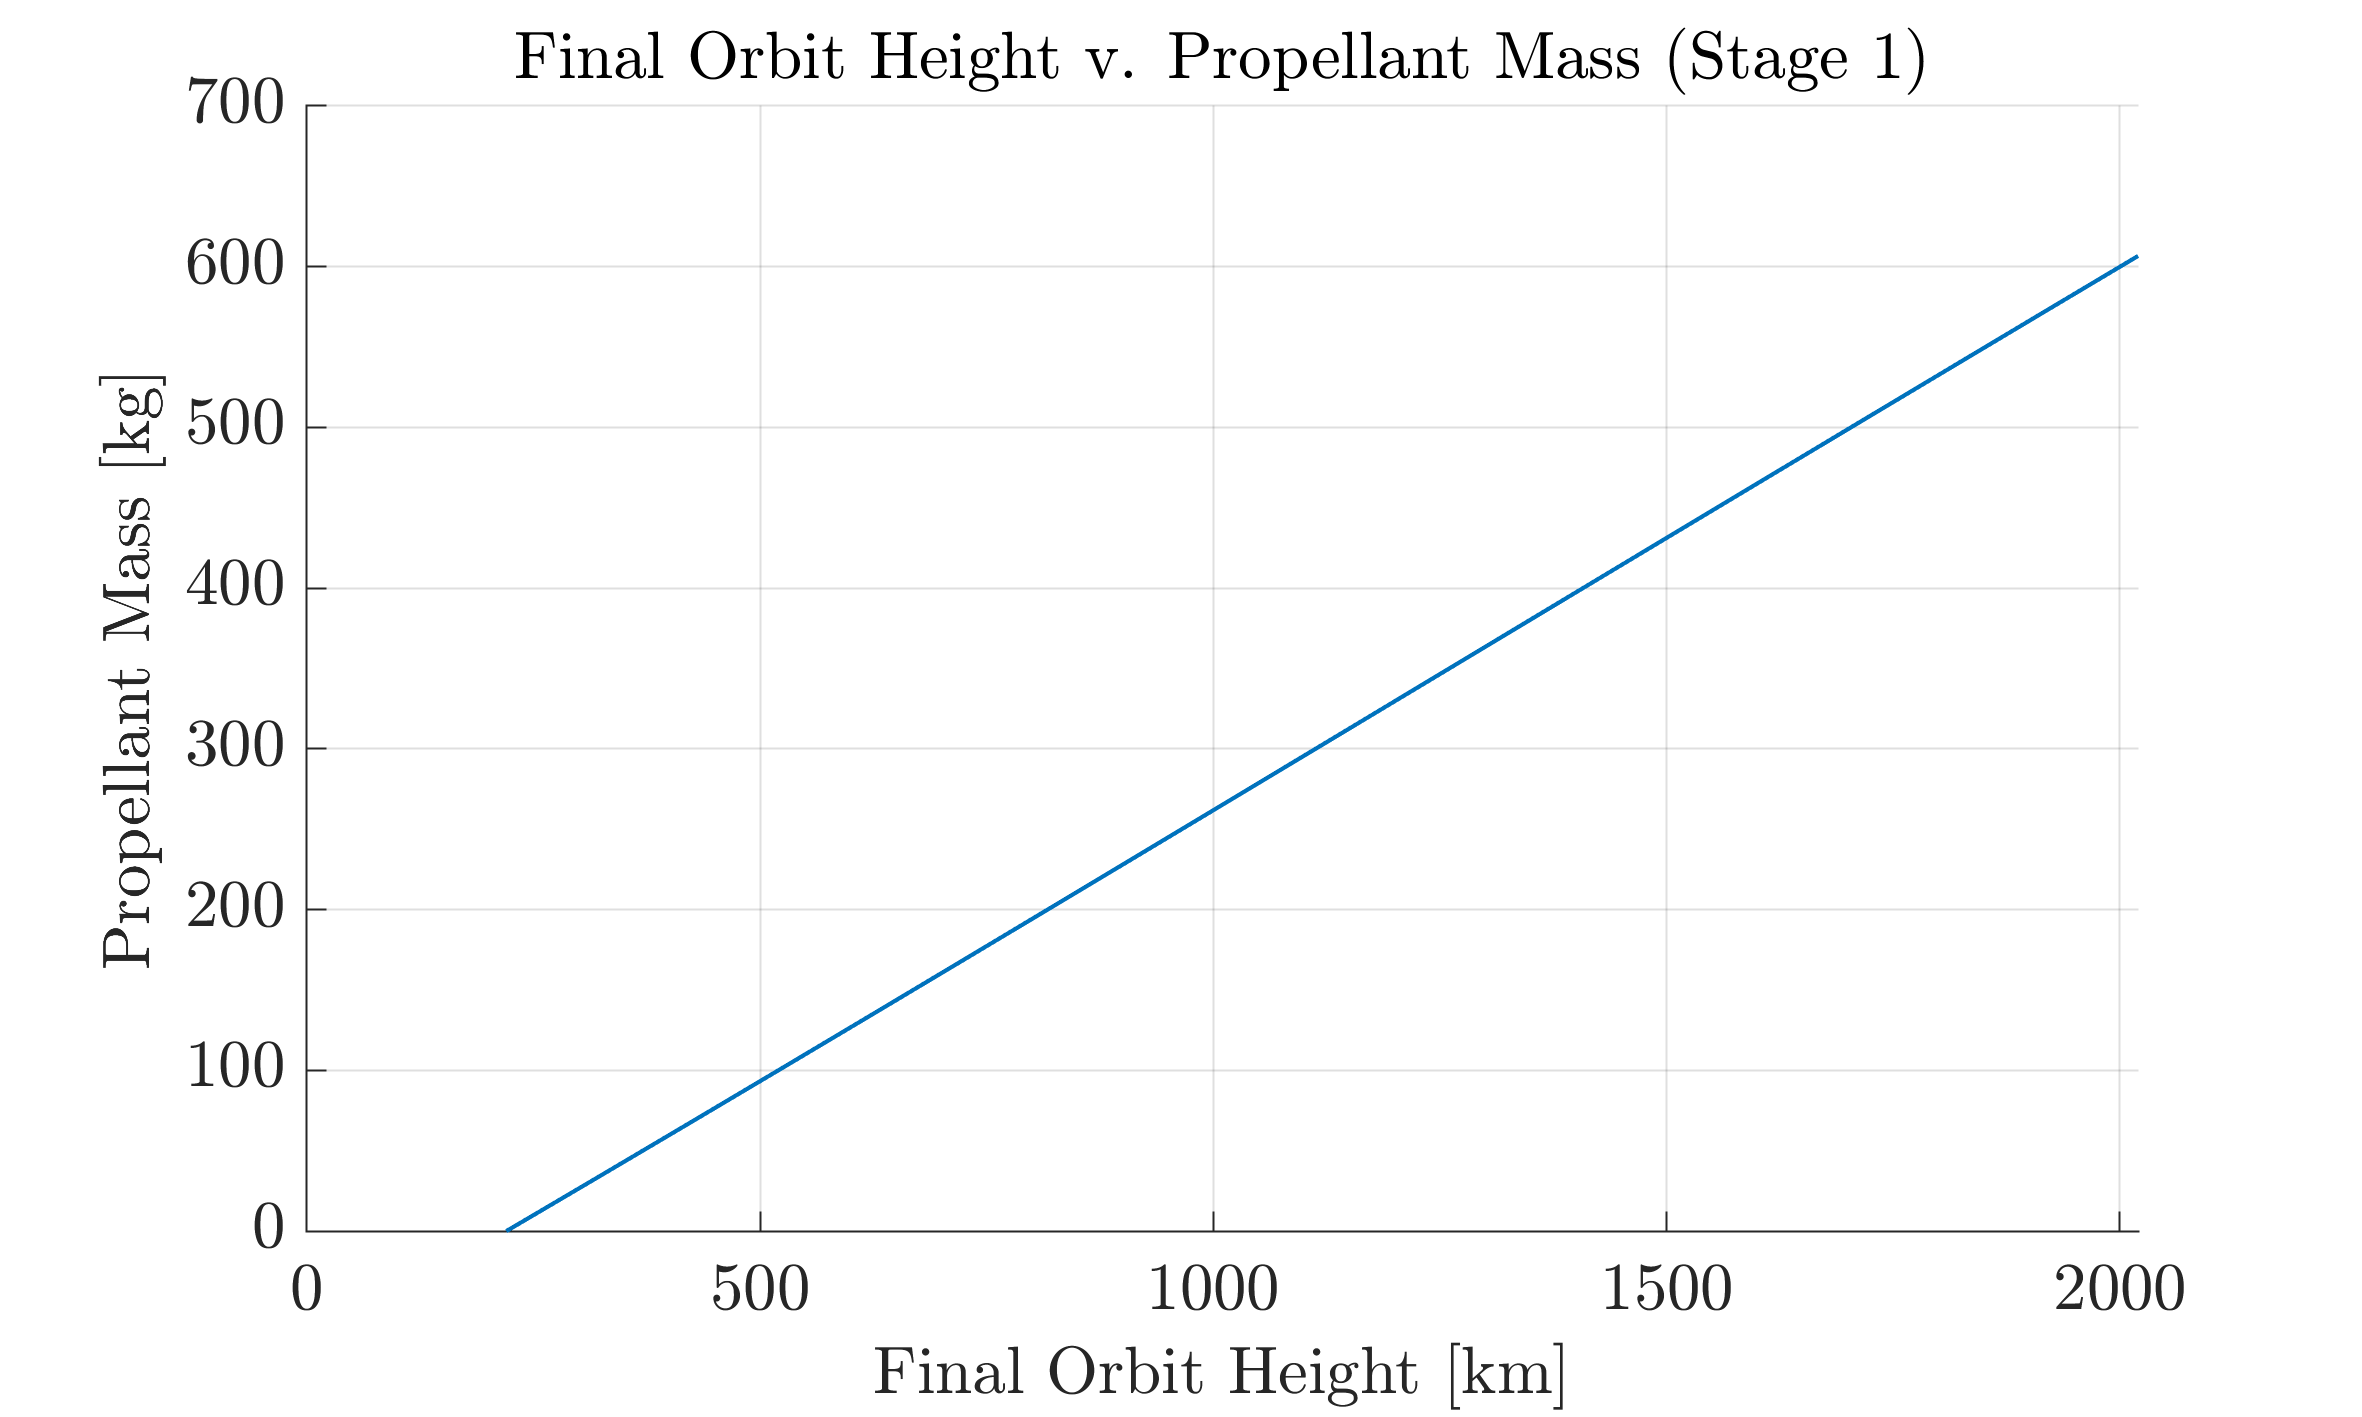 Final Orbit Height v. Propellant Mass (Stage 1)
700
600
500
400
300
200
100
0
Propellant Mass [kg]
0 500 1000 1500 2000
Final Orbit Height [km]